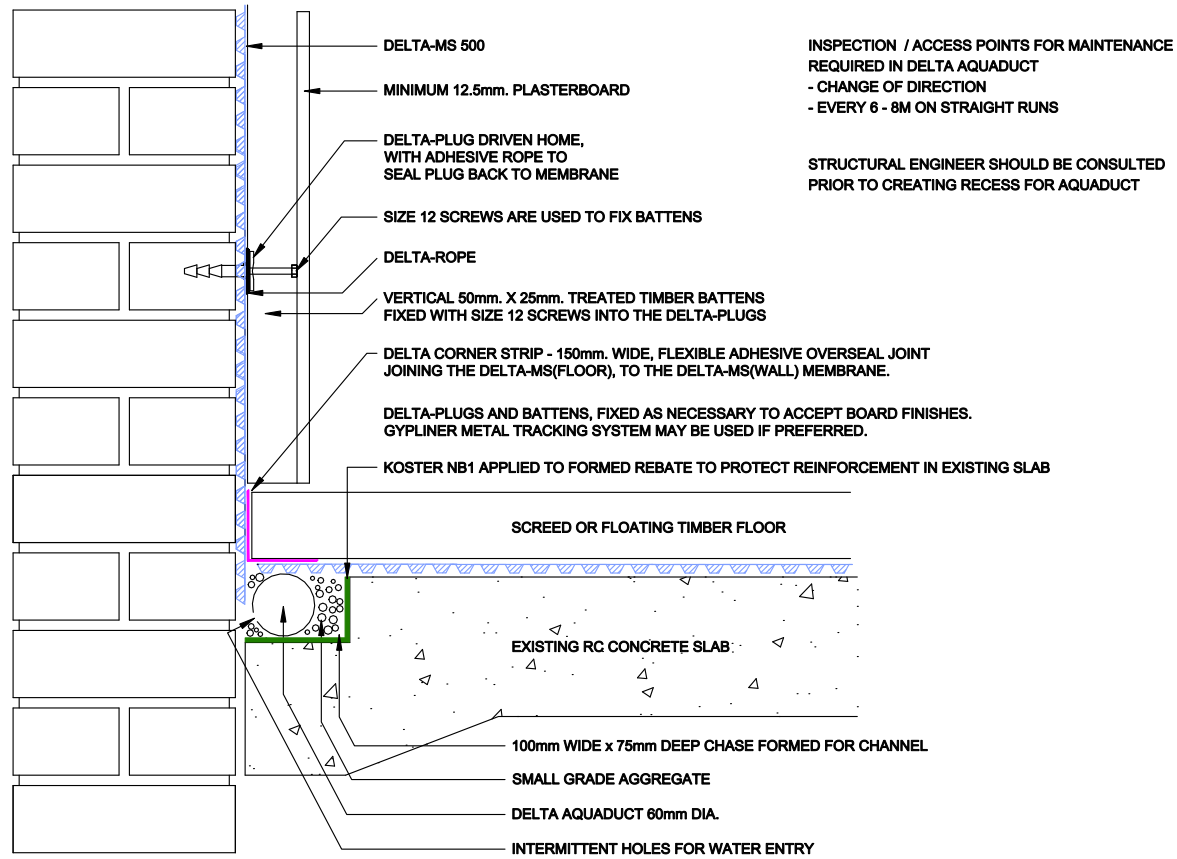 DELTA-MS 500
MINIMUM 12.5mm. PLASTERBOARD
DELTA-PLUG DRIVEN HOME,
WITH ADHESIVE ROPE TO
SEAL PLUG BACK TO MEMBRANE
SIZE 12 SCREWS ARE USED TO FIX BATTENS
DELTA-ROPE
VERTICAL 50mm. X 25mm. TREATED TIMBER BATTENS
FIXED WITH SIZE 12 SCREWS INTO THE DELTA-PLUGS
DELTA CORNER STRIP - 150mm. WIDE, FLEXIBLE ADHESIVE OVERSEAL JOINT
JOINING THE DELTA-MS(FLOOR), TO THE DELTA-MS(WALL) MEMBRANE.
DELTA-PLUGS AND BATTENS, FIXED AS NECESSARY TO ACCEPT BOARD FINISHES.
GYPLINER METAL TRACKING SYSTEM MAY BE USED IF PREFERRED.
KOSTER NB1 APPLIED TO FORMED REBATE TO PROTECT REINFORCEMENT IN EXISTING SLAB
SCREED OR FLOATING TIMBER FLOOR
EXISTING RC CONCRETE SLAB
100mm WIDE x 75mm DEEP CHASE FORMED FOR CHANNEL
SMALL GRADE AGGREGATE
DELTA AQUADUCT 60mm DIA.
INTERMITTENT HOLES FOR WATER ENTRY
INSPECTION / ACCESS POINTS FOR MAINTENANCE
REQUIRED IN DELTA AQUADUCT
- CHANGE OF DIRECTION
- EVERY 6 - 8M ON STRAIGHT RUNS
STRUCTURAL ENGINEER SHOULD BE CONSULTED
PRIOR TO CREATING RECESS FOR AQUADUCT